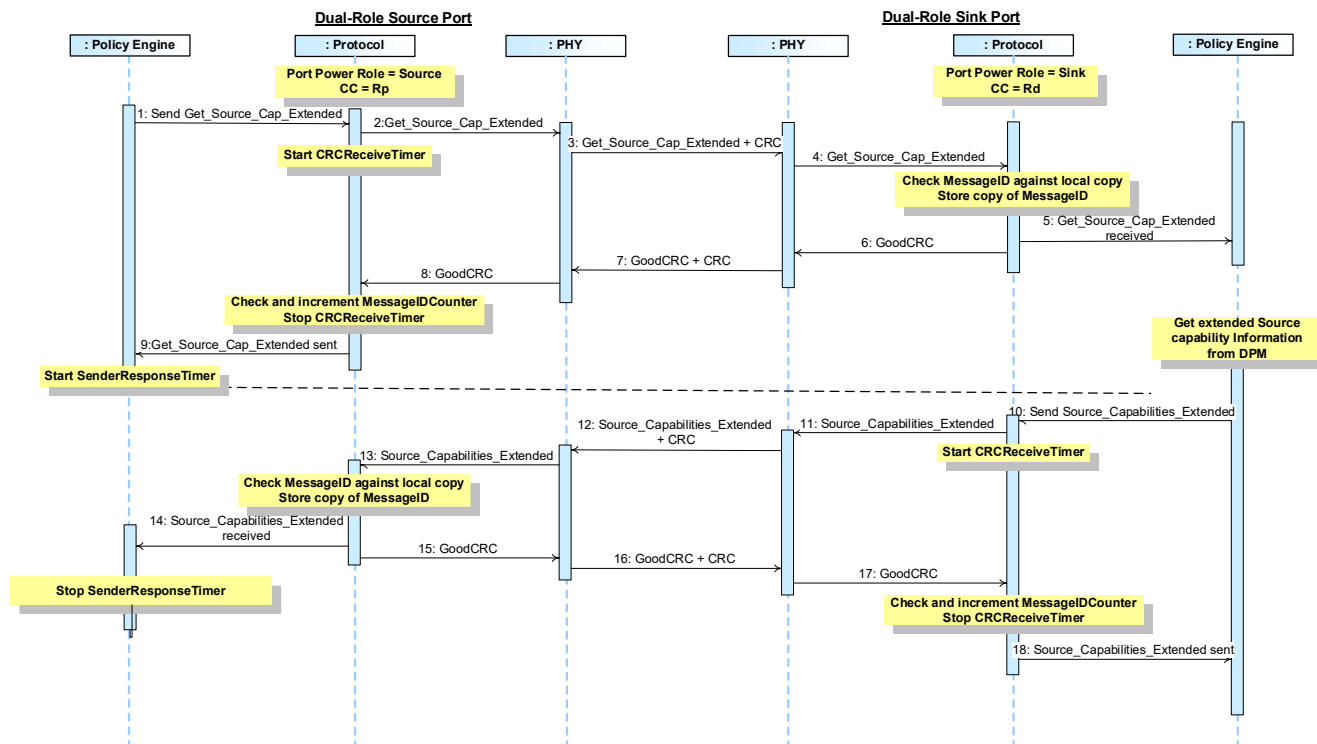 Dual-Role Source Port
Dual-Role Sink Port
: Policy Engine
: Protocol
: PHY
: PHY
: Protocol
: Policy Engine
Port Power Role = Source
CC = Rp
Port Power Role = Sink
CC = Rd
1: Send Get_Source_Cap_Extended
2:Get_Source_Cap_Extended
Start CRCReceiveTimer
3: Get_Source_Cap_Extended + CRC
4: Get_Source_Cap_Extended
Check MessageID against local copy
Store copy of MessageID
5: Get_Source_Cap_Extended
received
6: GoodCRC
7: GoodCRC + CRC
8: GoodCRC
Check and increment MessageIDCounter
Stop CRCReceiveTimer
9:Get_Source_Cap_Extended sent
Start SenderResponseTimer
Get extended Source
capability Information
from DPM
10: Send Source_Capabilities_Extended
11: Source_Capabilities_Extended
Start CRCReceiveTimer
12: Source_Capabilities_Extended
+ CRC
13: Source_Capabilities_Extended
Check MessageID against local copy
Store copy of MessageID
14: Source_Capabilities_Extended
received
15: GoodCRC
16: GoodCRC + CRC
17: GoodCRC
Stop SenderResponseTimer
Check and increment MessageIDCounter
Stop CRCReceiveTimer
18: Source_Capabilities_Extended sent